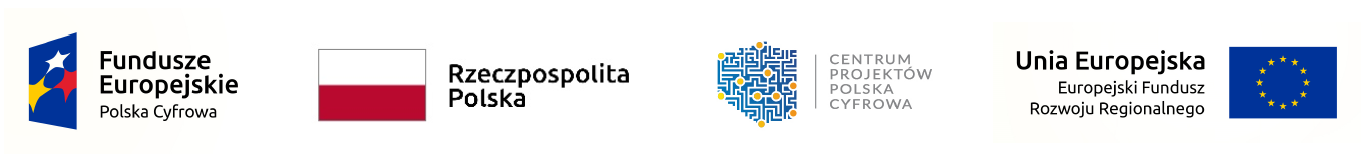 Fundusze
Europejskie
Polska Cyfrowa
Rzeczpospolita
Polska
CENTRUM
PROJEKTÓW
POLSKA
CYFROWA
Unia Europejska
Europejski Fundusz
Rozwoju Regionalnego